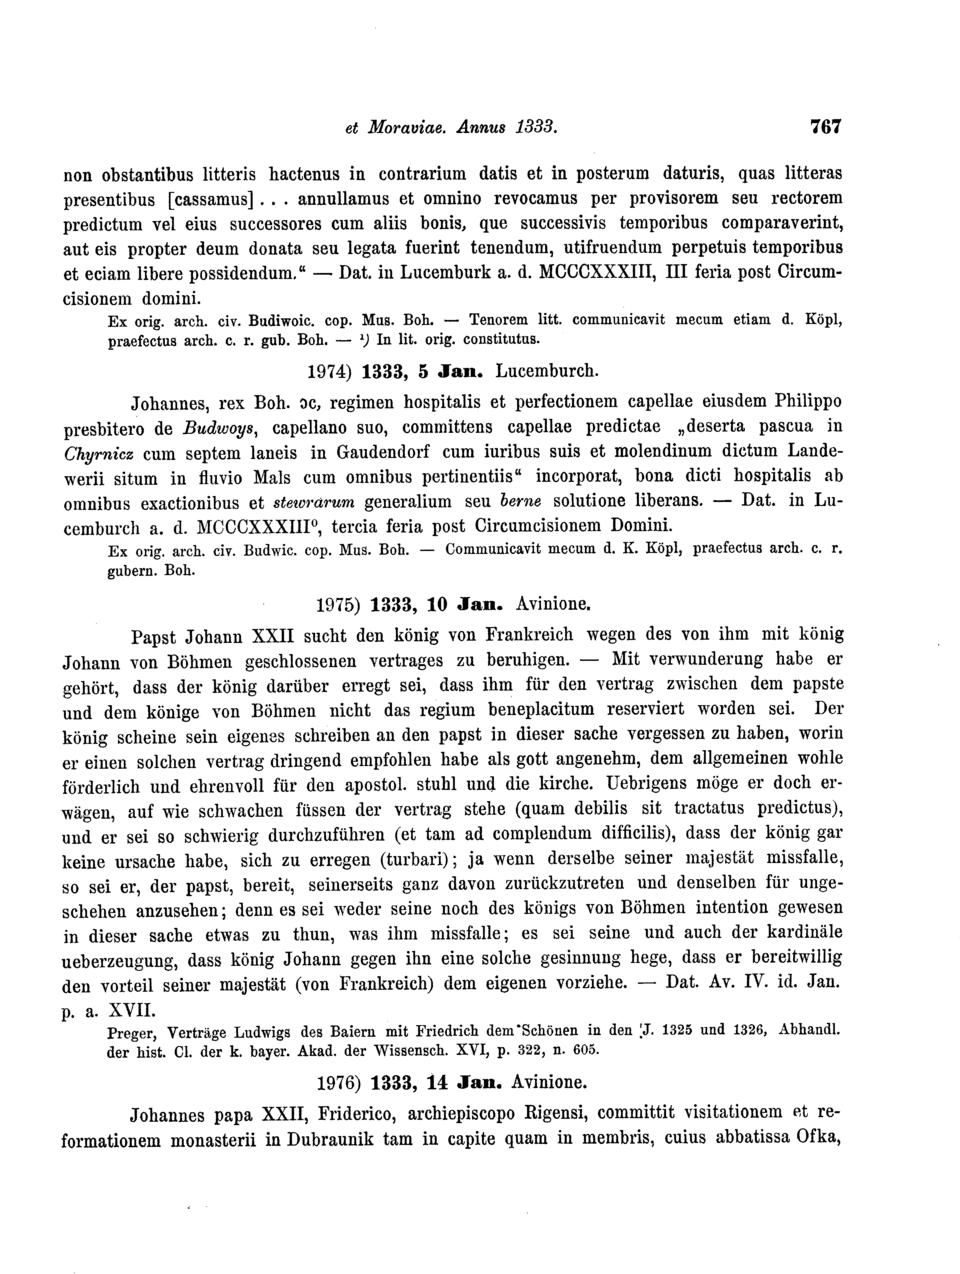 et Moraviae. Annus 1333. 767
non obstantibus litteris hactenus in contrarium datis et in posterum daturis, quas litteras
presentibus [cassamus] . . . annullamus et omnino revocamus per provisorem seu rectorem
predictum vel eius successores cum aliis bonis, que successivis temporibus comparaverint,
aut eis propter deum donata seu legata fuerint tenendum, utifruendum perpetuis temporibus
et eciam libere possidendum.“ — Dat. in Lucemburk a. d. MCCCXXXIII, III feria post Circum-
cisionem domini.
Ex orig. arch. civ. Budiwoic. cop. Mus. Boh. — Tenorem litt. communicavit mecum etiam d. Köpl,
praefectus arch. c. r. gub. Boh. — ¹) In lit. orig. constitutus.
1974) 1333, 5 Jan. Lucemburch.
Johannes, rex Boh. ɔc, regimen hospitalis et perfectionem capellae eiusdem Philippo
presbitero de Budwoys, capellano suo, committens capellae predictae „deserta pascua in
Chyrnicz cum septem laneis in Gaudendorf cum iuribus suis et molendinum dictum Lande-
werii situm in fluvio Mals cum omnibus pertinentiis“ incorporat, bona dicti hospitalis ab
omnibus exactionibus et stewrarum generalium seu berne solutione liberans. — Dat. in Lu-
cemburch a. d. MCCCXXXIII⁰, tercia feria post Circumcisionem Domini.
Ex orig. arch. civ. Budwic. cop. Mus. Boh. — Communicavit mecum d. K. Köpl, praefectus arch. c. r.
gubern. Boh.
1975) 1333, 10 Jan. Avinione.
Papst Johann XXII sucht den könig von Frankreich wegen des von ihm mit könig
Johann von Böhmen geschlossenen vertrages zu beruhigen. — Mit verwunderung habe er
gehört, dass der könig darüber erregt sei, dass ihm für den vertrag zwischen dem papste
und dem könige von Böhmen nicht das regium beneplacitum reserviert worden sei. Der
könig scheine sein eigenes schreiben an den papst in dieser sache vergessen zu haben, worin
er einen solchen vertrag dringend empfohlen habe als gott angenehm, dem allgemeinen wohle
förderlich und ehrenvoll für den apostol. stuhl und die kirche. Uebrigens möge er doch er-
wägen, auf wie schwachen füssen der vertrag stehe (quam debilis sit tractatus predictus),
und er sei so schwierig durchzuführen (et tam ad complendum difficilis), dass der könig gar
keine ursache habe, sich zu erregen (turbari); ja wenn derselbe seiner majestät missfalle,
so sei er, der papst, bereit, seinerseits ganz davon zurückzutreten und denselben für unge-
schehen anzusehen; denn es sei weder seine noch des königs von Böhmen intention gewesen
in dieser sache etwas zu thun, was ihm missfalle; es sei seine und auch der kardinäle
ueberzeugung, dass könig Johann gegen ihn eine solche gesinnung hege, dass er bereitwillig
den vorteil seiner majestät (von Frankreich) dem eigenen vorziehe. — Dat. Av. IV. id. Jan.
p. a. XVII.
Preger, Verträge Ludwigs des Baiern mit Friedrich dem Schönen in den J. 1325 und 1326, Abhandl.
der hist. Cl. der k. bayer. Akad. der Wissensch. XVI, p. 322, n. 605.
1976) 1333, 14 Jan. Avinione.
Johannes papa XXII, Friderico, archiepiscopo Rigensi, committit visitationem et re-
formationem monasterii in Dubraunik tam in capite quam in membris, cuius abbatissa Ofka,